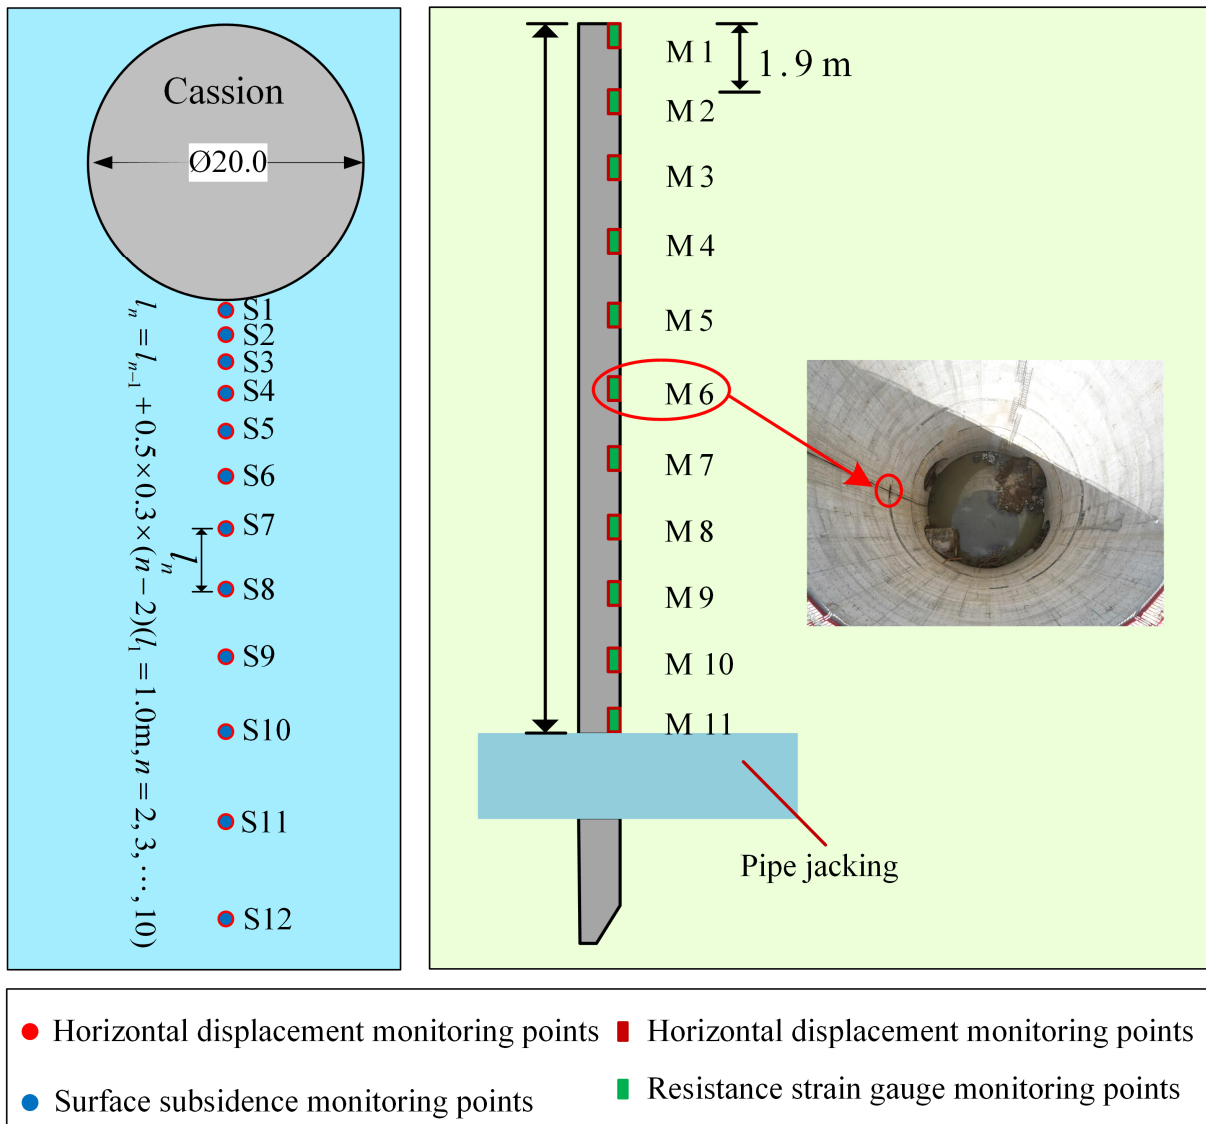 Cassion
Ø20.0
S1
S2
S3
S4
S5
S6
S7
S8
S9
S10
S11
S12
l_n
l_n = l_{n-1} + 0.5×0.3×(n−2)(l_1 = 1.0m, n = 2, 3, ⋯, 10)
M 1
1.9 m
M 2
M 3
M 4
M 5
M 6
M 7
M 8
M 9
M 10
M 11
Pipe jacking
Horizontal displacement monitoring points
Horizontal displacement monitoring points
Surface subsidence monitoring points
Resistance strain gauge monitoring points